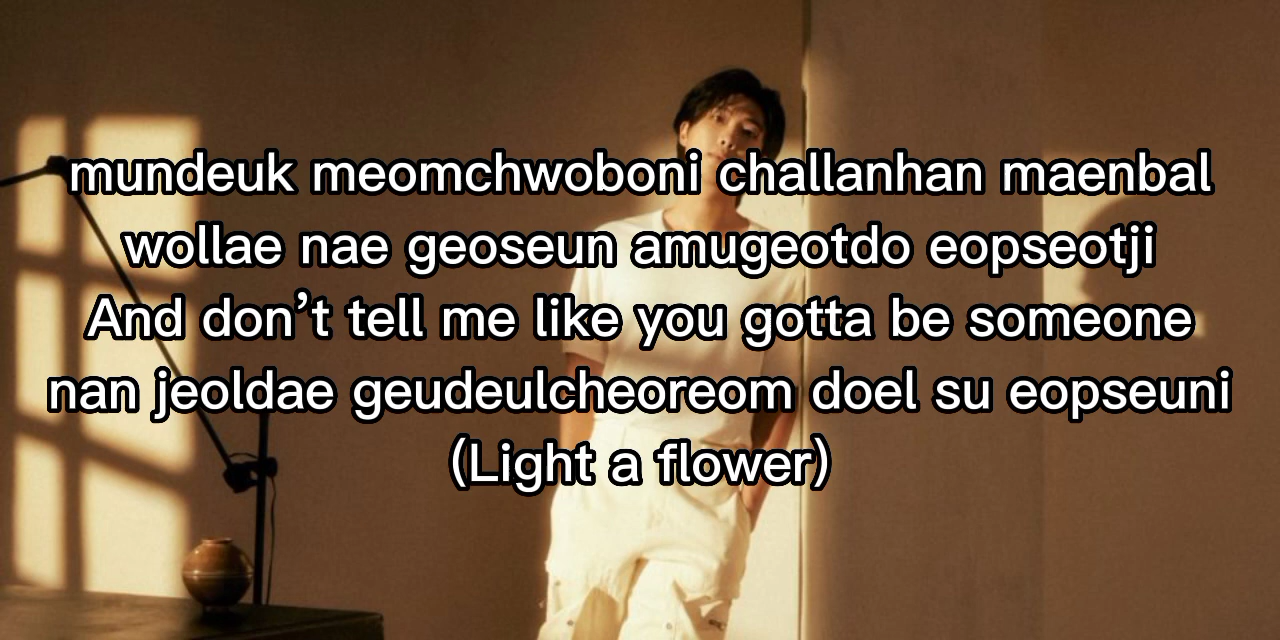 mundeuk meomchwoboni challanhan maenbal
wollae nae geoseun amugeotdo eopseotji
And don’t tell me like you gotta be someone
nan jeoldae geudeulcheoreom doel su eopseuni
(Light a flower)